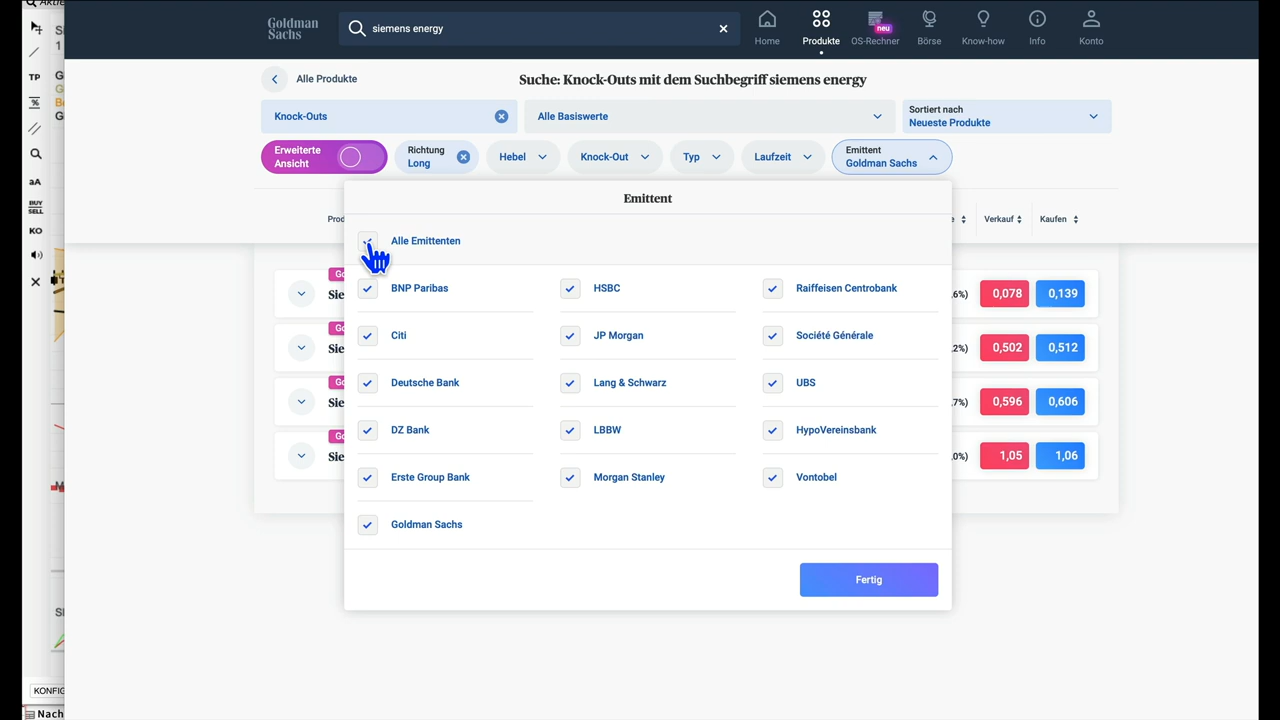 Goldman
Sachs
siemens energy
Home
Produkte
neu
OS-Rechner
Börse
Know-how
Info
Konto
Alle Produkte
Suche: Knock-Outs mit dem Suchbegriff siemens energy
Knock-Outs
Alle Basiswerte
Sortiert nach
Neueste Produkte
Erweiterte
Ansicht
Richtung
Long
Hebel
Knock-Out
Typ
Laufzeit
Emittent
Goldman Sachs
Emittent
Verkauf
Kaufen
Alle Emittenten
BNP Paribas
HSBC
Raiffeisen Centrobank
Citi
JP Morgan
Société Générale
Deutsche Bank
Lang & Schwarz
UBS
DZ Bank
LBBW
HypoVereinsbank
Erste Group Bank
Morgan Stanley
Vontobel
Goldman Sachs
Fertig
0,078
0,139
0,502
0,512
0,596
0,606
1,05
1,06
TP
%
aA
BUY
SELL
KO
KONFIG
Nach